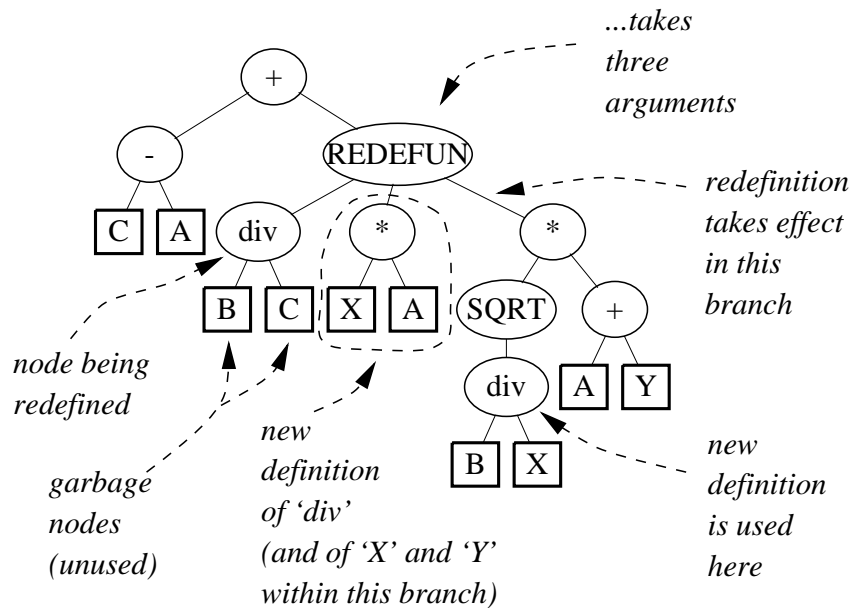 ...takes
three
arguments
+
-
REDEFUN
redefinition
takes effect
in this
branch
C A
div
*
*
B C X A
SQRT
+
node being
redefined
div
A Y
B X
garbage
nodes
(unused)
new
definition
of ‘div’
(and of ‘X’ and ‘Y’
within this branch)
new
definition
is used
here